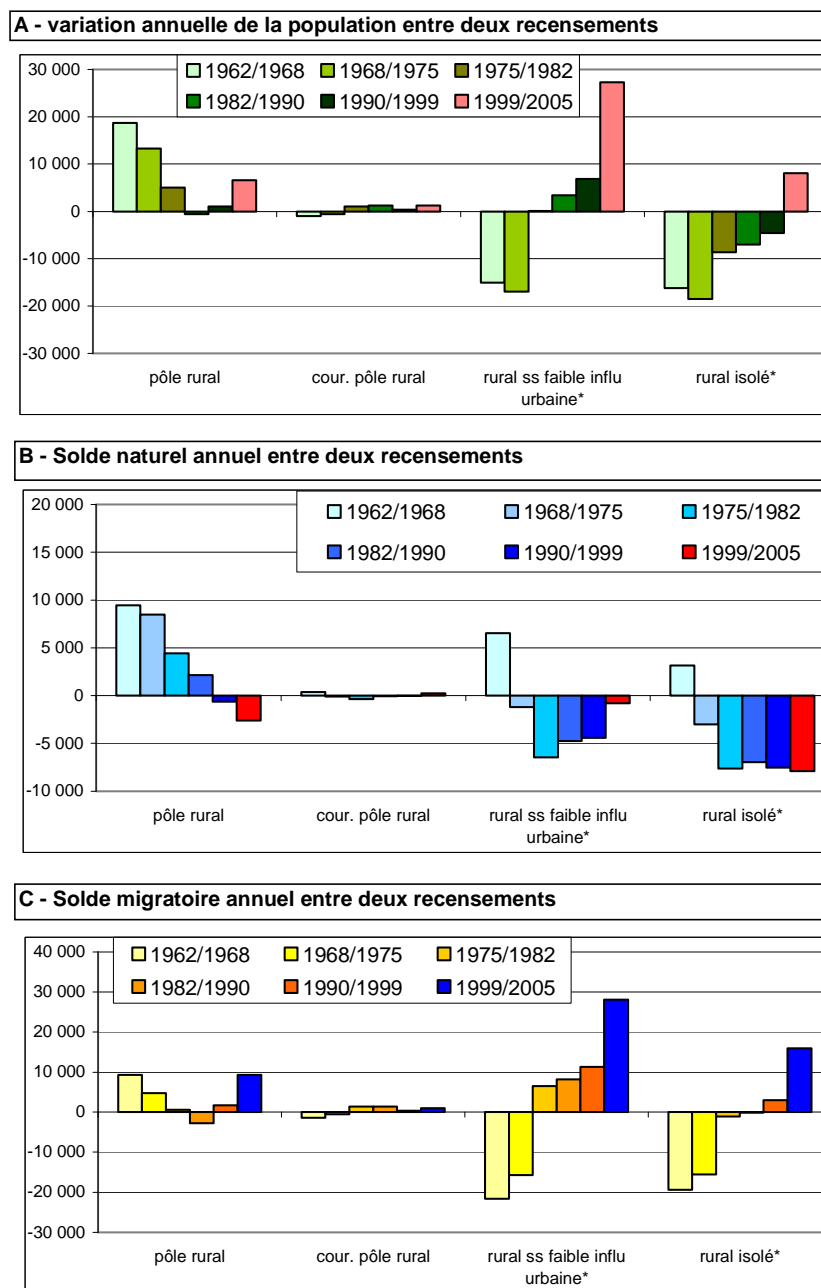 A - variation annuelle de la population entre deux recensements
30 000
20 000
10 000
0
-10 000
-20 000
-30 000
1962/1968 1968/1975 1975/1982
1982/1990 1990/1999 1999/2005
pôle rural cour. pôle rural rural ss faible influ rural isolé*
urbaine*
B - Solde naturel annuel entre deux recensements
20 000
15 000
10 000
5 000
0
-5 000
-10 000
1962/1968 1968/1975 1975/1982
1982/1990 1990/1999 1999/2005
pôle rural cour. pôle rural rural ss faible influ rural isolé*
urbaine*
C - Solde migratoire annuel entre deux recensements
40 000
30 000
20 000
10 000
0
-10 000
-20 000
-30 000
1962/1968 1968/1975 1975/1982
1982/1990 1990/1999 1999/2005
pôle rural cour. pôle rural rural ss faible influ rural isolé*
urbaine*